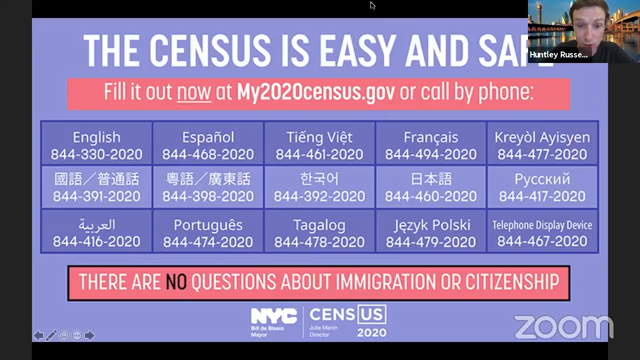 THE CENSUS IS EASY AND
Huntley Russe...
Fill it out now at My2020census.gov or call by phone:
English
844-330-2020
Español
844-468-2020
Tiếng Việt
844-461-2020
Français
844-494-2020
Kreyòl Ayisyen
844-477-2020
國語／普通話
844-391-2020
粵語／廣東話
844-398-2020
한국어
844-392-2020
日本語
844-460-2020
Русский
844-417-2020
العربية
844-416-2020
Português
844-474-2020
Tagalog
844-478-2020
Język Polski
844-479-2020
Telephone Display Device
844-467-2020
THERE ARE NO QUESTIONS ABOUT IMMIGRATION OR CITIZENSHIP
NYC
Bill de Blasio
Mayor
CENSUS
Julie Menin
Director
2020
zoom